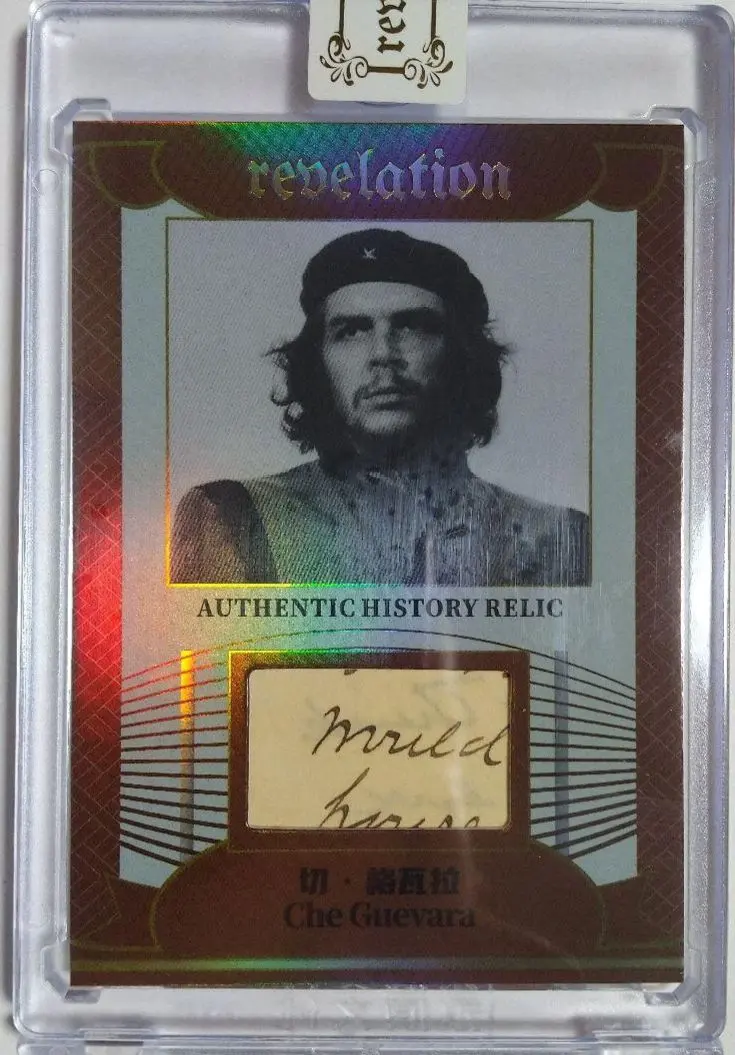 rev
revelation
AUTHENTIC HISTORY RELIC
would
切·格瓦拉
Che Guevara